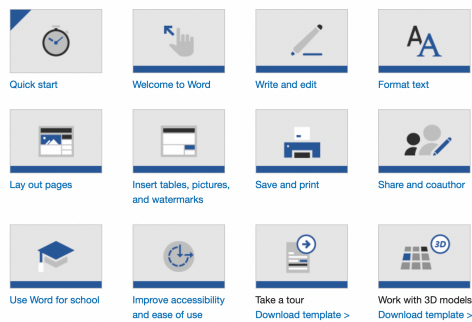 Quick start
Welcome to Word
Write and edit
AA
Format text
Lay out pages
Insert tables, pictures,
and watermarks
Save and print
Share and coauthor
Use Word for school
Improve accessibility
and ease of use
Take a tour
Download template >
3D
Work with 3D models
Download template >